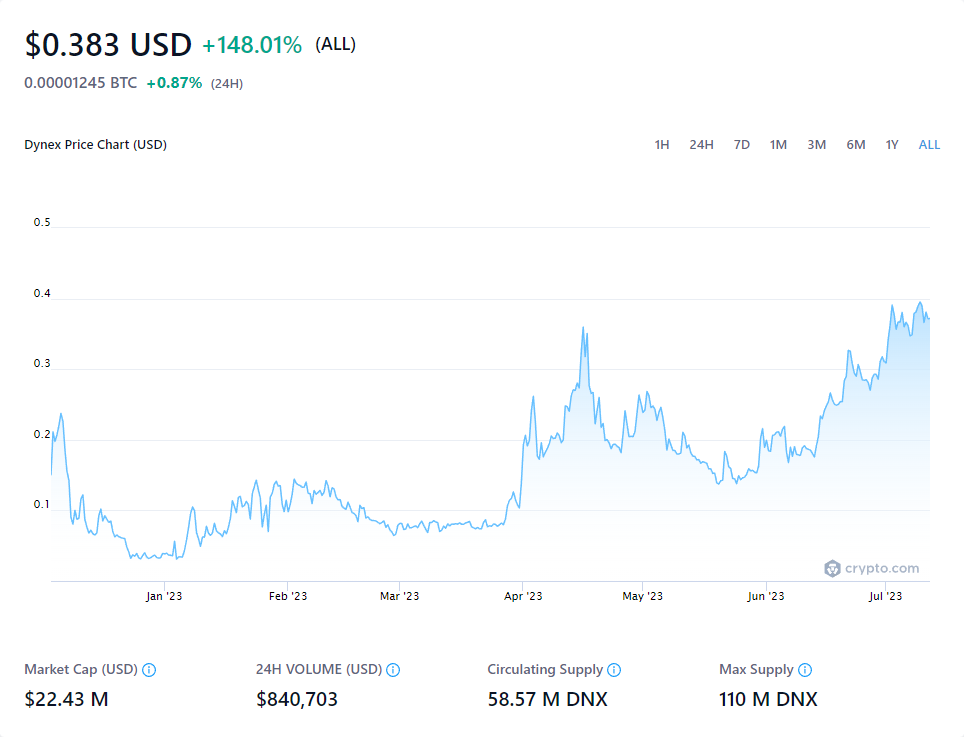 $0.383 USD +148.01% (ALL)
0.00001245 BTC +0.87% (24H)
Dynex Price Chart (USD) 1H 24H 7D 1M 3M 6M 1Y ALL
0.5
0.4
0.3
0.2
0.1
crypto.com
Jan '23 Feb '23 Mar '23 Apr '23 May '23 Jun '23 Jul '23
Market Cap (USD) 24H VOLUME (USD) Circulating Supply Max Supply
$22.43 M $840,703 58.57 M DNX 110 M DNX